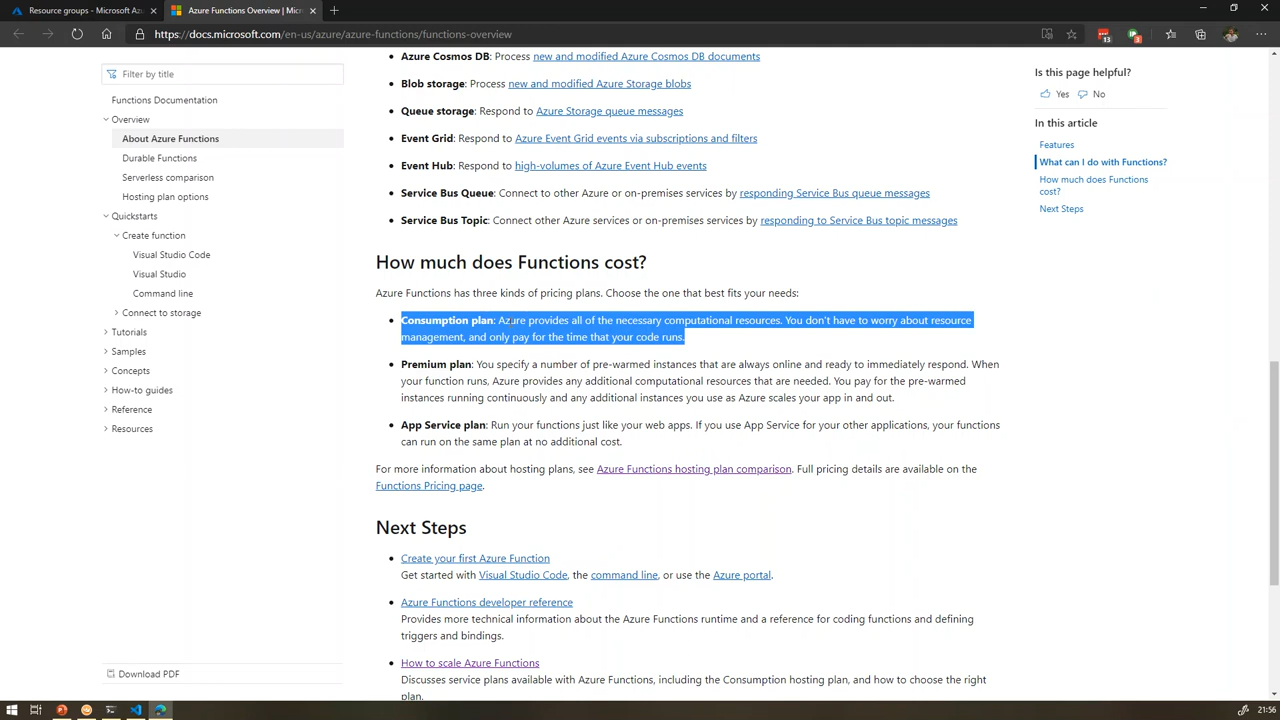 Resource groups - Microsoft Az
Azure Functions Overview | Micr
https://docs.microsoft.com/en-us/azure/azure-functions/functions-overview
13
3
Filter by title
Functions Documentation
Overview
About Azure Functions
Durable Functions
Serverless comparison
Hosting plan options
Quickstarts
Create function
Visual Studio Code
Visual Studio
Command line
Connect to storage
Tutorials
Samples
Concepts
How-to guides
Reference
Resources
Download PDF
Azure Cosmos DB: Process new and modified Azure Cosmos DB documents
Blob storage: Process new and modified Azure Storage blobs
Queue storage: Respond to Azure Storage queue messages
Event Grid: Respond to Azure Event Grid events via subscriptions and filters
Event Hub: Respond to high-volumes of Azure Event Hub events
Service Bus Queue: Connect to other Azure or on-premises services by responding Service Bus queue messages
Service Bus Topic: Connect other Azure services or on-premises services by responding to Service Bus topic messages
How much does Functions cost?
Azure Functions has three kinds of pricing plans. Choose the one that best fits your needs:
Consumption plan: Azure provides all of the necessary computational resources. You don't have to worry about resource
management, and only pay for the time that your code runs.
Premium plan: You specify a number of pre-warmed instances that are always online and ready to immediately respond. When
your function runs, Azure provides any additional computational resources that are needed. You pay for the pre-warmed
instances running continuously and any additional instances you use as Azure scales your app in and out.
App Service plan: Run your functions just like your web apps. If you use App Service for your other applications, your functions
can run on the same plan at no additional cost.
For more information about hosting plans, see Azure Functions hosting plan comparison. Full pricing details are available on the
Functions Pricing page.
Next Steps
Create your first Azure Function
Get started with Visual Studio Code, the command line, or use the Azure portal.
Azure Functions developer reference
Provides more technical information about the Azure Functions runtime and a reference for coding functions and defining
triggers and bindings.
How to scale Azure Functions
Discusses service plans available with Azure Functions, including the Consumption hosting plan, and how to choose the right
plan.
Is this page helpful?
Yes No
In this article
Features
What can I do with Functions?
How much does Functions
cost?
Next Steps
21:56